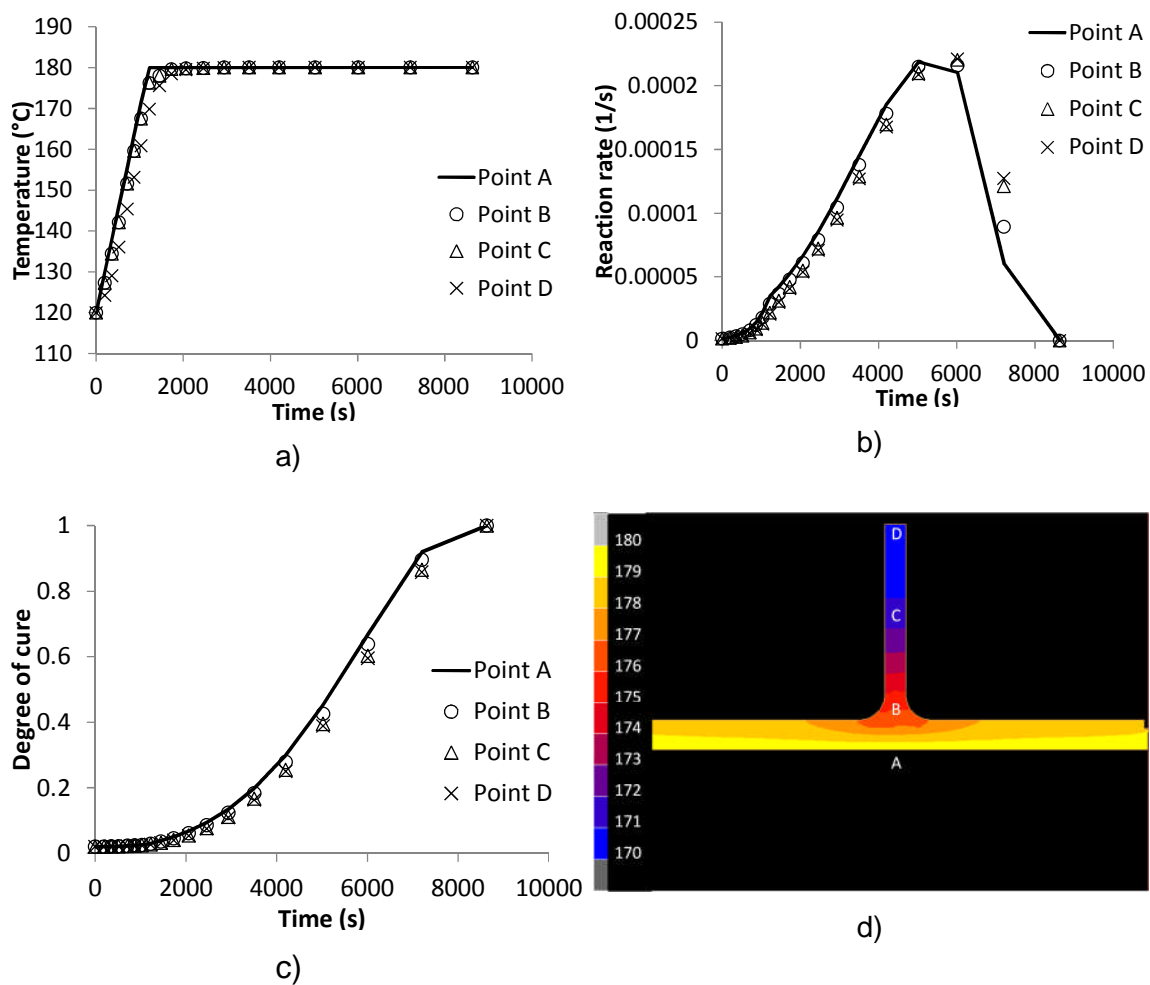 190
180
170
160
150
140
130
120
110
Temperature (°C)
Point A
Point B
Point C
Point D
0 2000 4000 6000 8000 10000
Time (s)
a)
0.00025
0.0002
0.00015
0.0001
0.00005
0
Reaction rate (1/s)
Point A
Point B
Point C
Point D
0 2000 4000 6000 8000 10000
Time (s)
b)
1
0.8
0.6
0.4
0.2
0
Degree of cure
Point A
Point B
Point C
Point D
0 2000 4000 6000 8000 10000
Time (s)
c)
180
179
178
177
176
175
174
173
172
171
170
D
C
B
A
d)